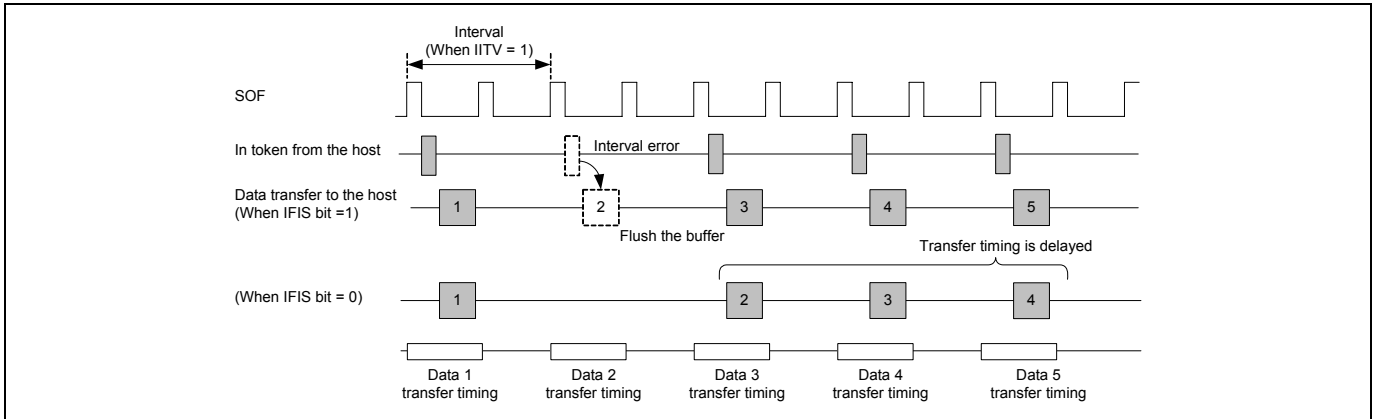 Interval
(When IITV = 1)
SOF
In token from the host
Interval error
Data transfer to the host
(When IFIS bit =1)
1
2
3
4
5
Flush the buffer
Transfer timing is delayed
(When IFIS bit = 0)
1
2
3
4
Data 1
transfer timing
Data 2
transfer timing
Data 3
transfer timing
Data 4
transfer timing
Data 5
transfer timing